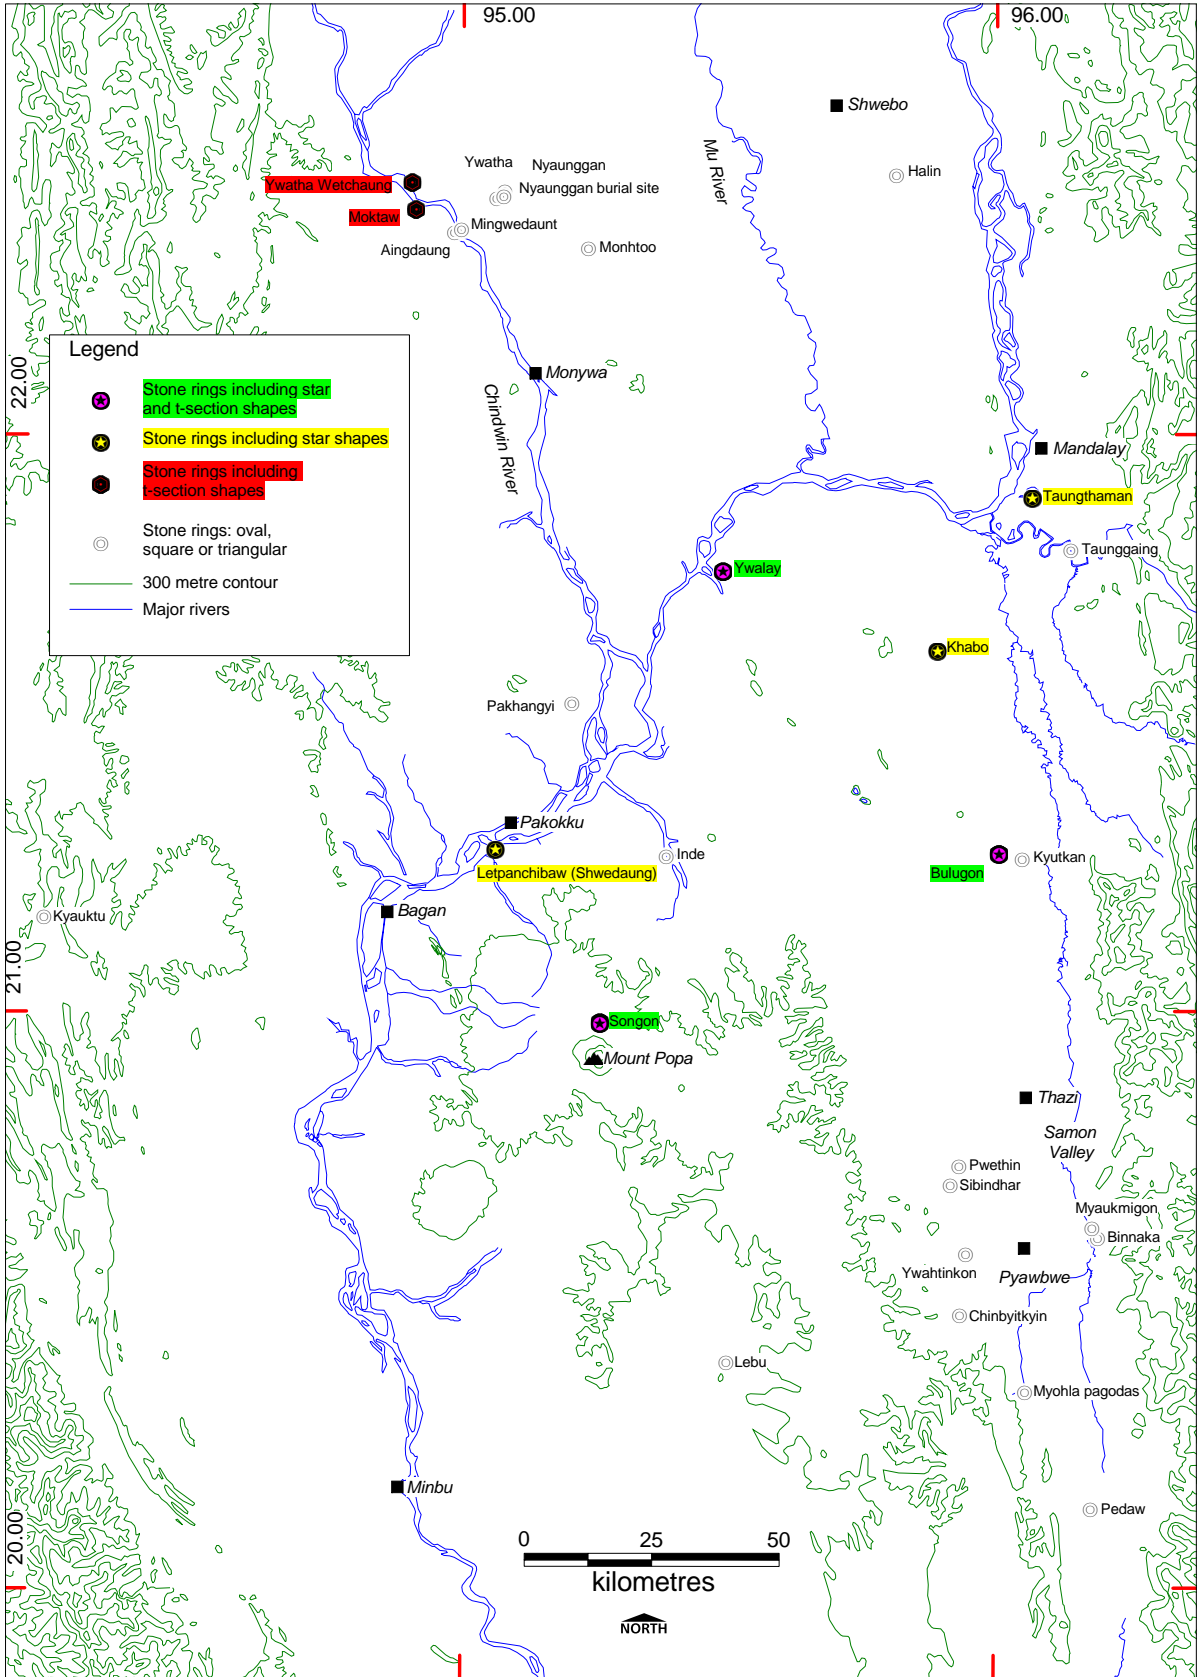 95.00
96.00
Shwebo
Mu River
Halin
Ywatha
Nyaunggan
Ywatha Wetchaung
Nyaunggan burial site
Moktaw
Mingwedaunt
Aingdaung
Monhtoo
Legend
Stone rings including star
and t-section shapes
Stone rings including star shapes
Stone rings including
t-section shapes
Stone rings: oval,
square or triangular
300 metre contour
Major rivers
22.00
Monywa
Chindwin River
Mandalay
Taungthaman
Taunggaing
Ywalay
Khabo
Pakhangyi
Pakokku
Letpanchibaw (Shwedaung)
Inde
Bulugon
Kyutkan
Kyauktu
Bagan
21.00
Songon
Mount Popa
Thazi
Samon
Valley
Pwethin
Sibindhar
Myaukmigon
Binnaka
Ywahtinkon
Pyawbwe
Chinbyitkyin
Lebu
Myohla pagodas
Minbu
Pedaw
20.00
0 25 50
kilometres
NORTH